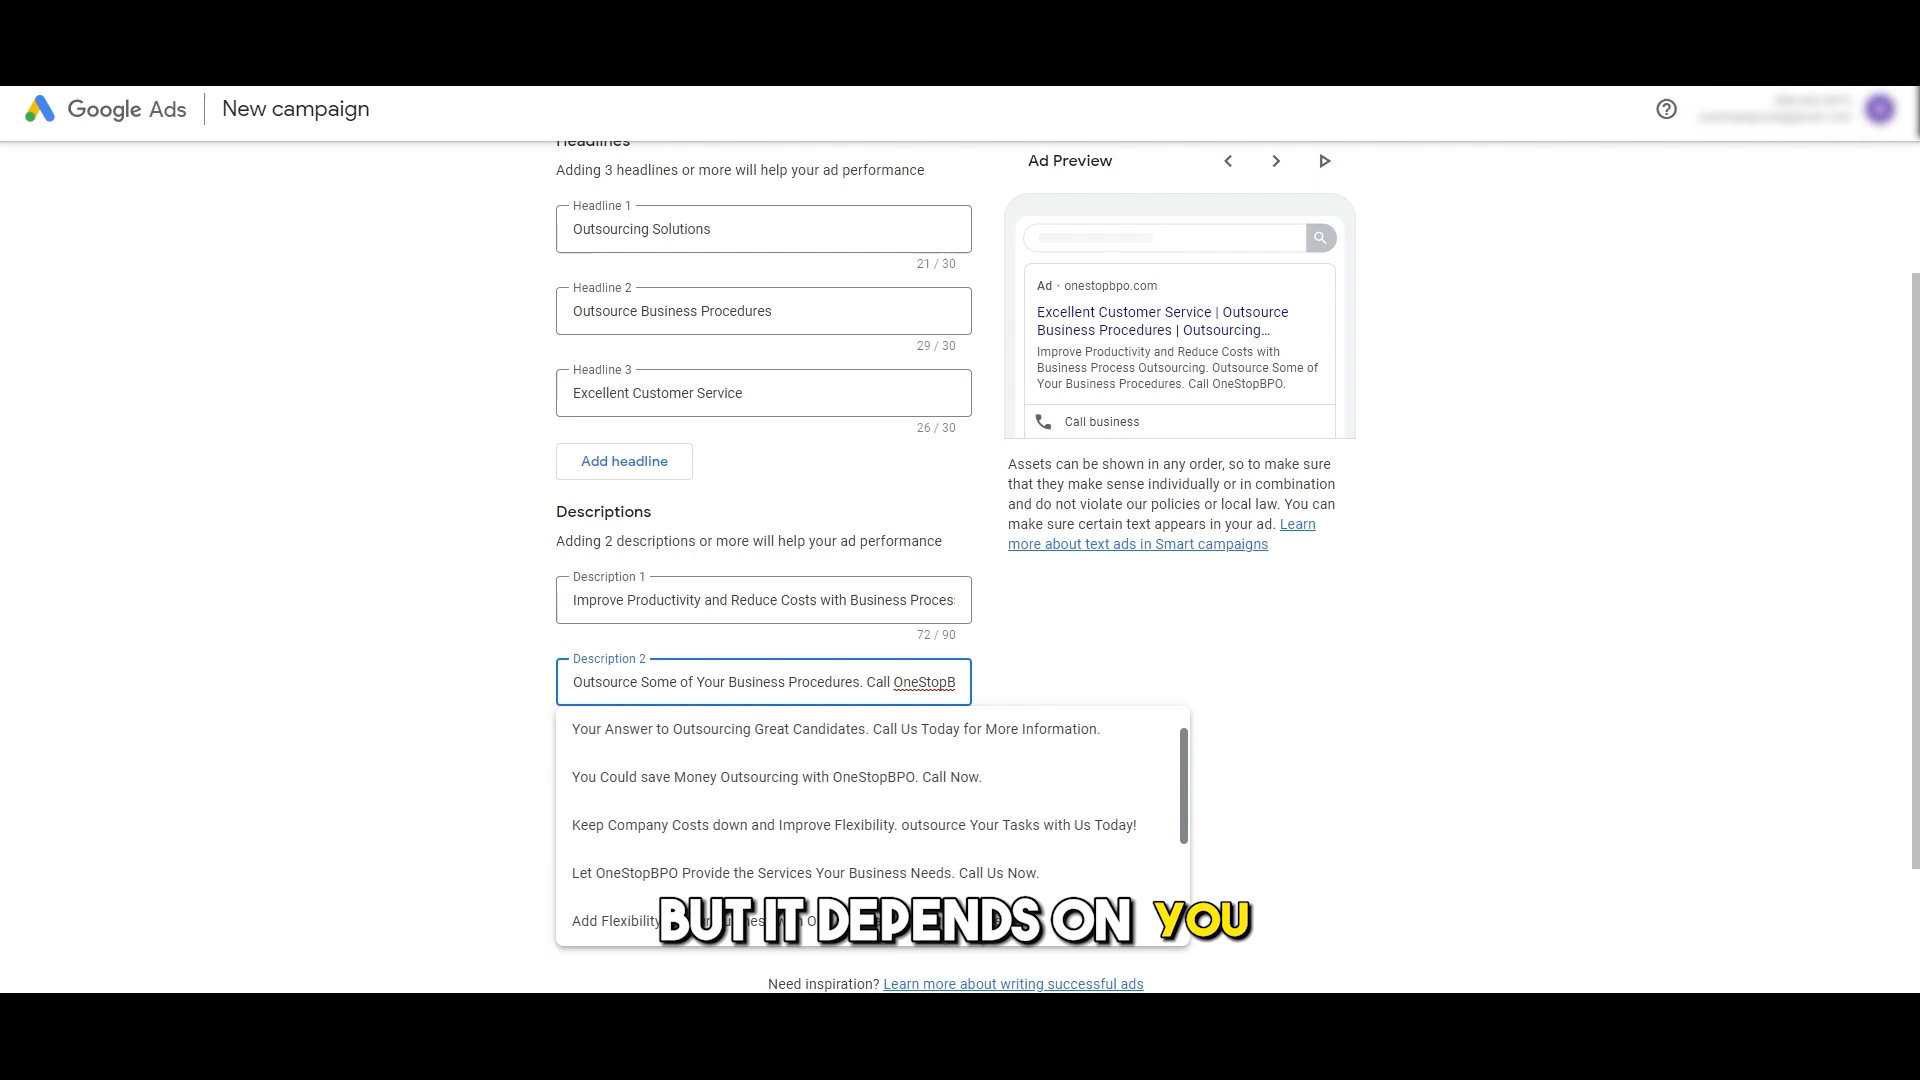 Google Ads
New campaign
Headlines
Adding 3 headlines or more will help your ad performance
Headline 1
Outsourcing Solutions
21 / 30
Headline 2
Outsource Business Procedures
29 / 30
Headline 3
Excellent Customer Service
26 / 30
Add headline
Descriptions
Adding 2 descriptions or more will help your ad performance
Description 1
Improve Productivity and Reduce Costs with Business Proces
72 / 90
Description 2
Outsource Some of Your Business Procedures. Call OneStopB
Your Answer to Outsourcing Great Candidates. Call Us Today for More Information.
You Could save Money Outsourcing with OneStopBPO. Call Now.
Keep Company Costs down and Improve Flexibility. outsource Your Tasks with Us Today!
Let OneStopBPO Provide the Services Your Business Needs. Call Us Now.
Add Flexibility
BUT IT DEPENDS ON YOU
Need inspiration? Learn more about writing successful ads
Ad Preview
Ad · onestopbpo.com
Excellent Customer Service | Outsource
Business Procedures | Outsourcing...
Improve Productivity and Reduce Costs with
Business Process Outsourcing. Outsource Some of
Your Business Procedures. Call OneStopBPO.
Call business
Assets can be shown in any order, so to make sure
that they make sense individually or in combination
and do not violate our policies or local law. You can
make sure certain text appears in your ad. Learn
more about text ads in Smart campaigns